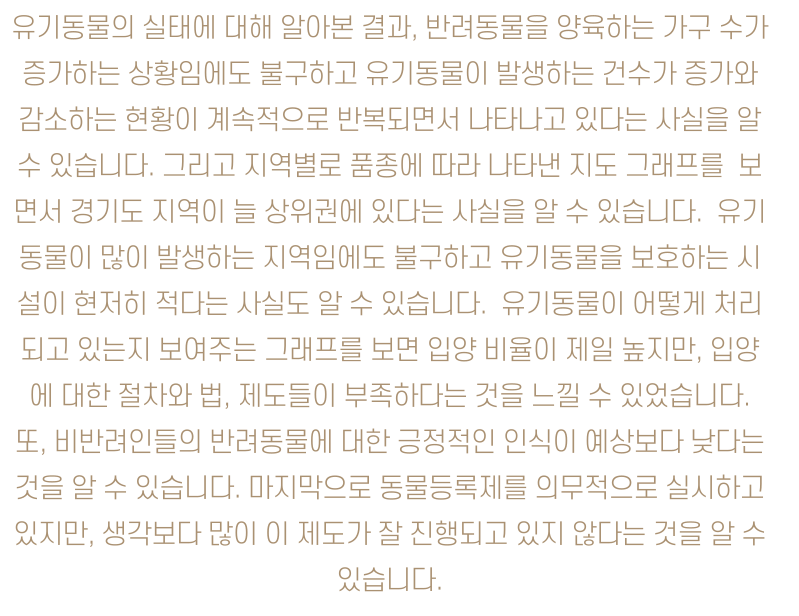 유기동물의 실태에 대해 알아본 결과, 반려동물을 양육하는 가구 수가
증가하는 상황임에도 불구하고 유기동물이 발생하는 건수가 증가와
감소하는 현황이 계속적으로 반복되면서 나타나고 있다는 사실을 알
수 있습니다. 그리고 지역별로 품종에 따라 나타낸 지도 그래프를 보
면서 경기도 지역이 늘 상위권에 있다는 사실을 알 수 있습니다. 유기
동물이 많이 발생하는 지역임에도 불구하고 유기동물을 보호하는 시
설이 현저히 적다는 사실도 알 수 있습니다. 유기동물이 어떻게 처리
되고 있는지 보여주는 그래프를 보면 입양 비율이 제일 높지만, 입양
에 대한 절차와 법, 제도들이 부족하다는 것을 느낄 수 있었습니다.
또, 비반려인들의 반려동물에 대한 긍정적인 인식이 예상보다 낮다는
것을 알 수 있습니다. 마지막으로 동물등록제를 의무적으로 실시하고
있지만, 생각보다 많이 이 제도가 잘 진행되고 있지 않다는 것을 알 수
있습니다.